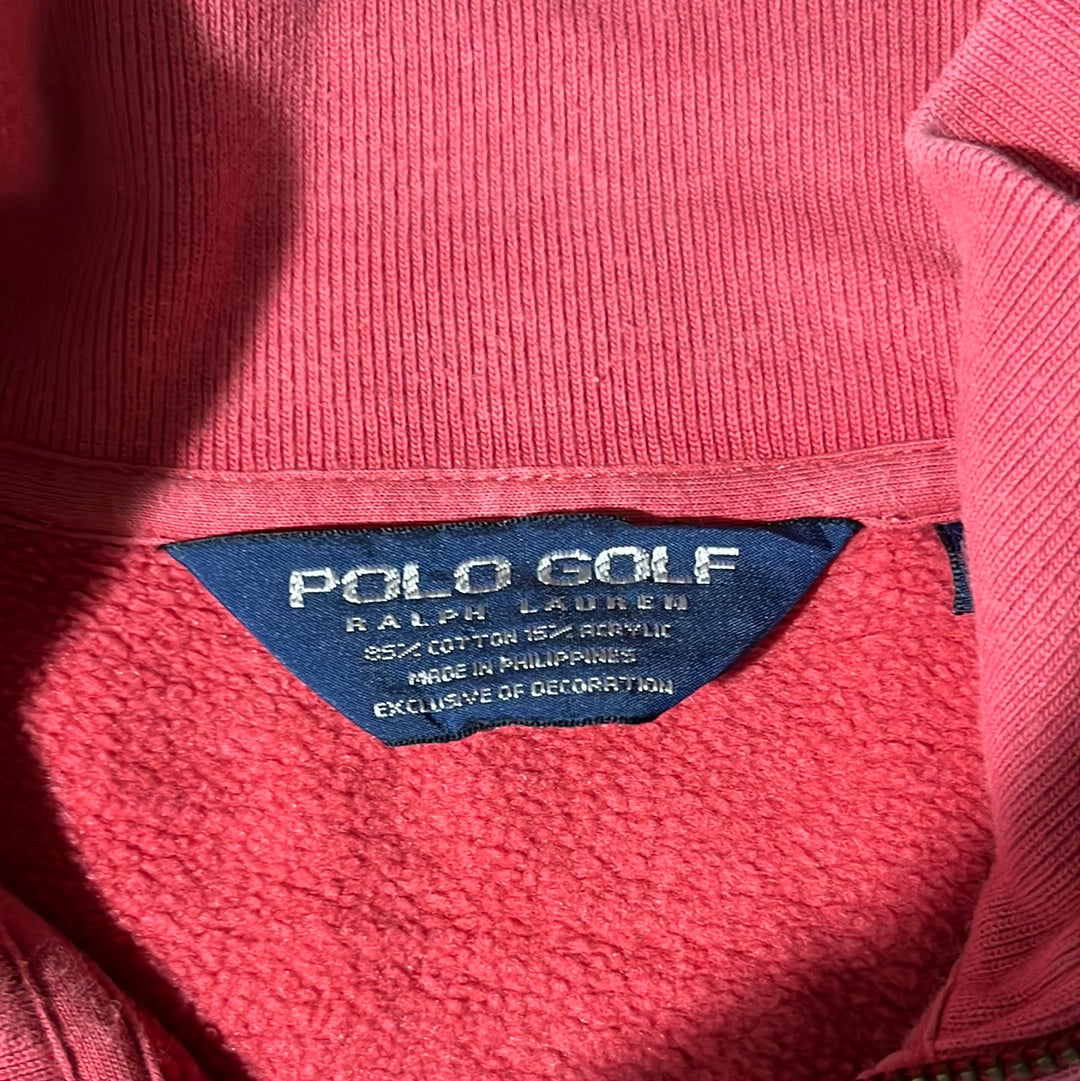 POLO GOLF
RALPH LAUREN
85% COTTON 15% ACRYLIC
MADE IN PHILIPPINES
EXCLUSIVE OF DECORATION